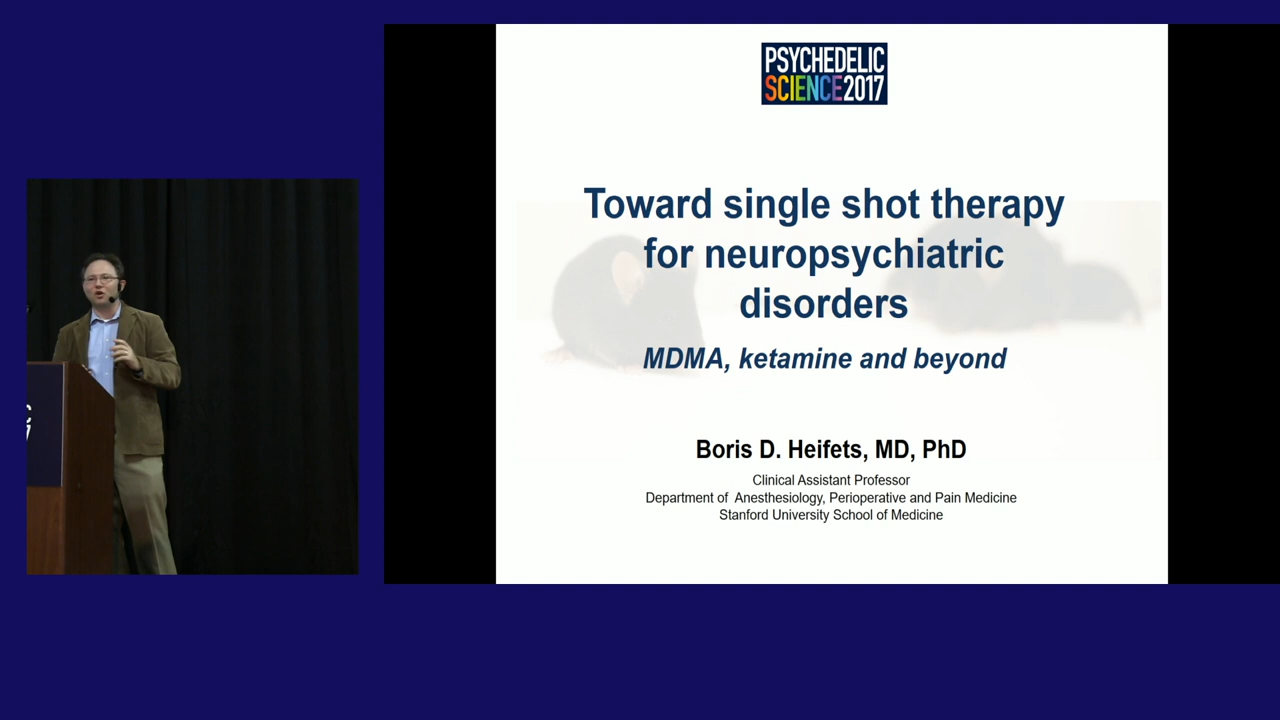 PSYCHEDELIC
SCIENCE2017
Toward single shot therapy
for neuropsychiatric
disorders
MDMA, ketamine and beyond
Boris D. Heifets, MD, PhD
Clinical Assistant Professor
Department of Anesthesiology, Perioperative and Pain Medicine
Stanford University School of Medicine